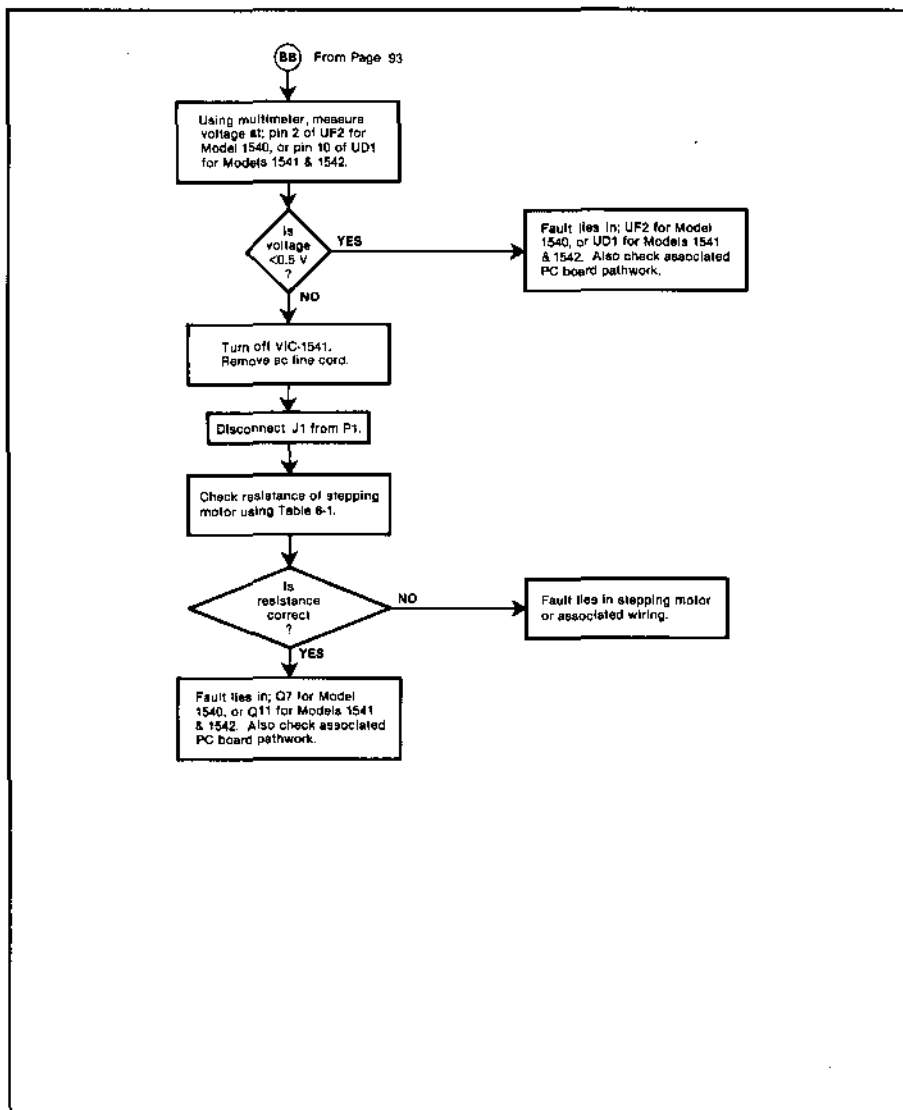 BB From Page 93
Using multimeter, measure
voltage at; pin 2 of UF2 for
Model 1540, or pin 10 of UD1
for Models 1541 & 1542.
Is
voltage
<0.5 V
?
YES
Fault lies in; UF2 for Model
1540, or UD1 for Models 1541
& 1542. Also check associated
PC board pathwork.
NO
Turn off VIC-1541.
Remove ac line cord.
Disconnect J1 from P1.
Check resistance of stepping
motor using Table 6-1.
Is
resistance
correct
?
NO
Fault lies in stepping motor
or associated wiring.
YES
Fault lies in; Q7 for Model
1540, or Q11 for Models 1541
& 1542. Also check associated
PC board pathwork.